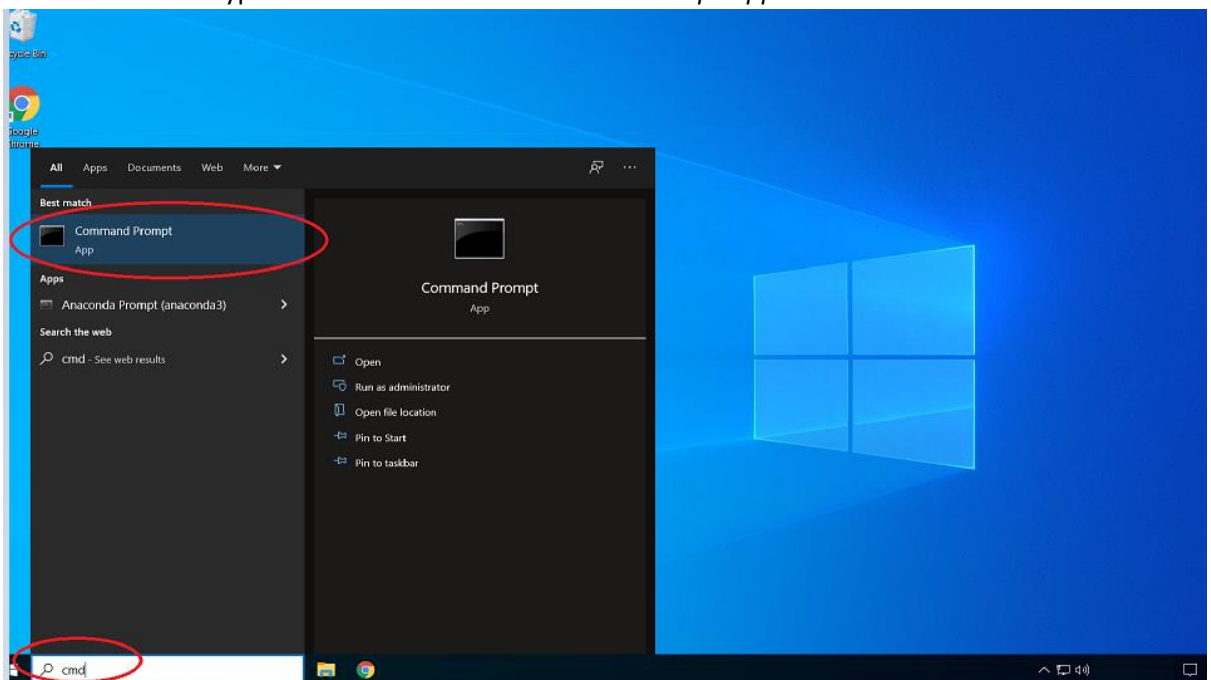 Recycle Bin
Google
Chrome
All Apps Documents Web More
Best match
Command Prompt
App
Apps
Anaconda Prompt (anaconda3)
Search the web
cmd - See web results
Command Prompt
App
Open
Run as administrator
Open file location
Pin to Start
Pin to taskbar
cmd